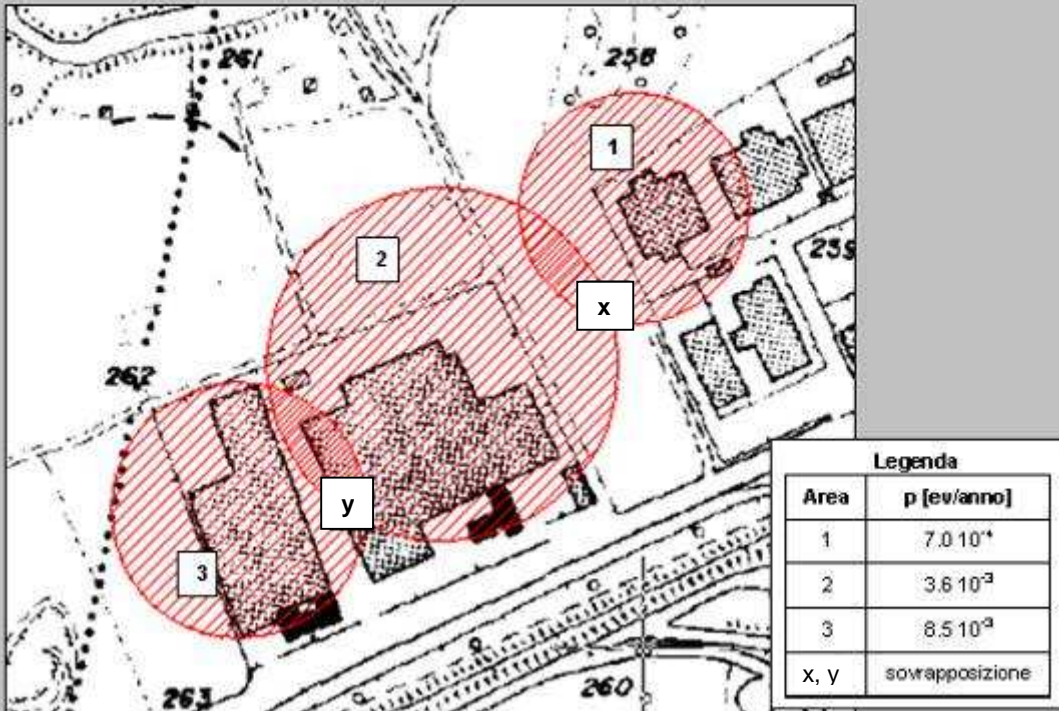 261
258
1
2
259
x
262
y
3
263
260
Legenda
Area p [ev/anno]
1 7.0 10⁻⁴
2 3.6 10⁻³
3 8.5 10⁻³
x, y sovrapposizione